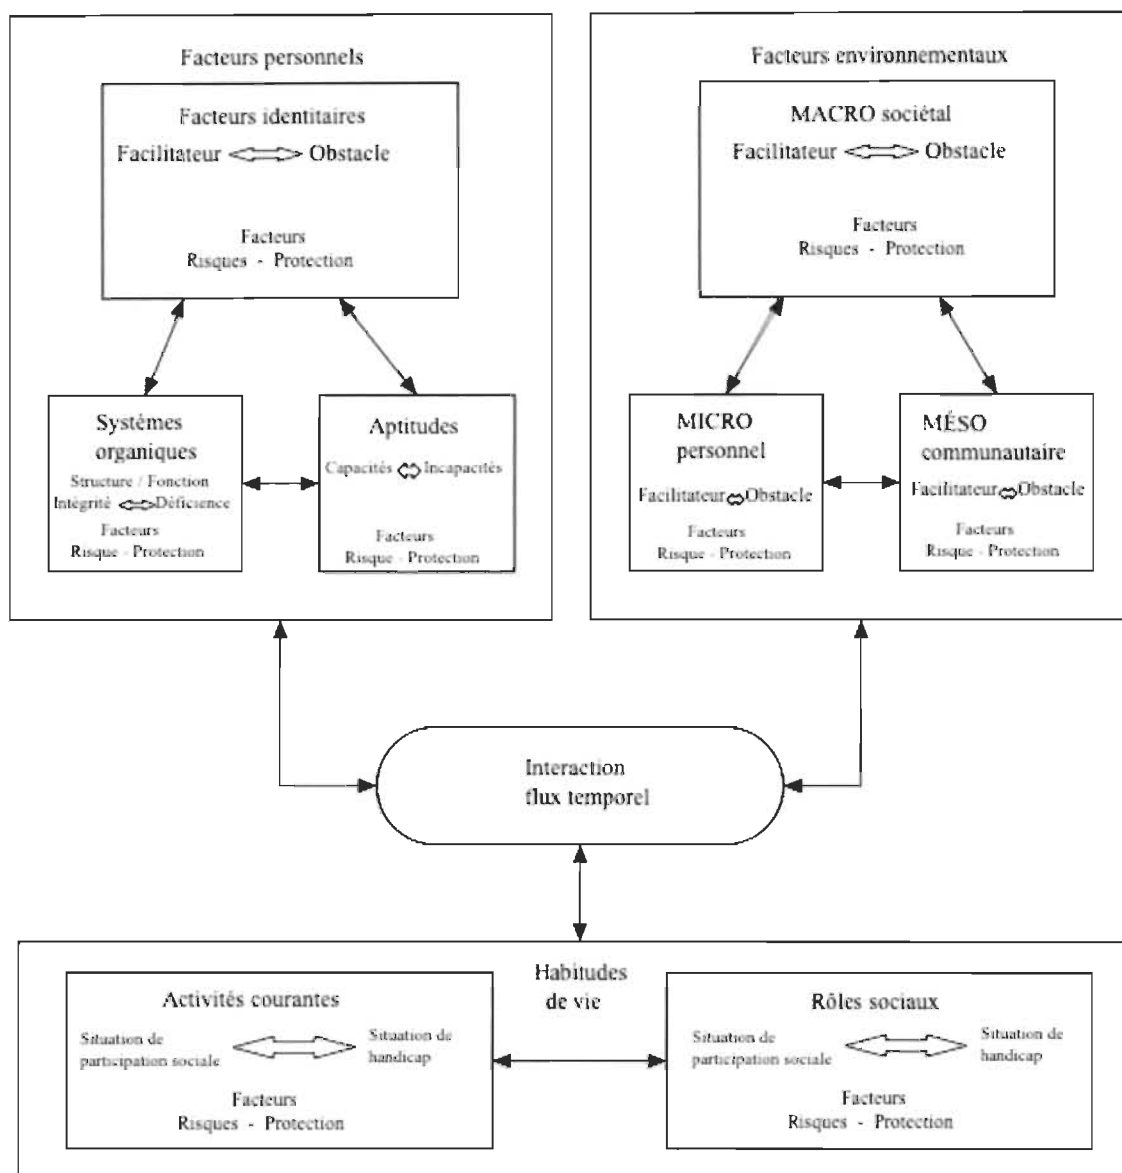 Facteurs personnels
Facteurs identitaires
Facilitateur Obstacle
Facteurs
Risques - Protection
Systèmes
organiques
Structure / Fonction
Intégrité Déficience
Facteurs
Risque - Protection
Aptitudes
Capacités Incapacités
Facteurs
Risque - Protection
Facteurs environnementaux
MACRO sociétal
Facilitateur Obstacle
Facteurs
Risques - Protection
MICRO
personnel
Facilitateur Obstacle
Facteurs
Risque - Protection
MÉSO
communautaire
Facilitateur Obstacle
Facteurs
Risque - Protection
Interaction
flux temporel
Habitudes
de vie
Activités courantes
Situation de
participation sociale
Situation de
handicap
Facteurs
Risques - Protection
Rôles sociaux
Situation de
participation sociale
Situation de
handicap
Facteurs
Risques - Protection